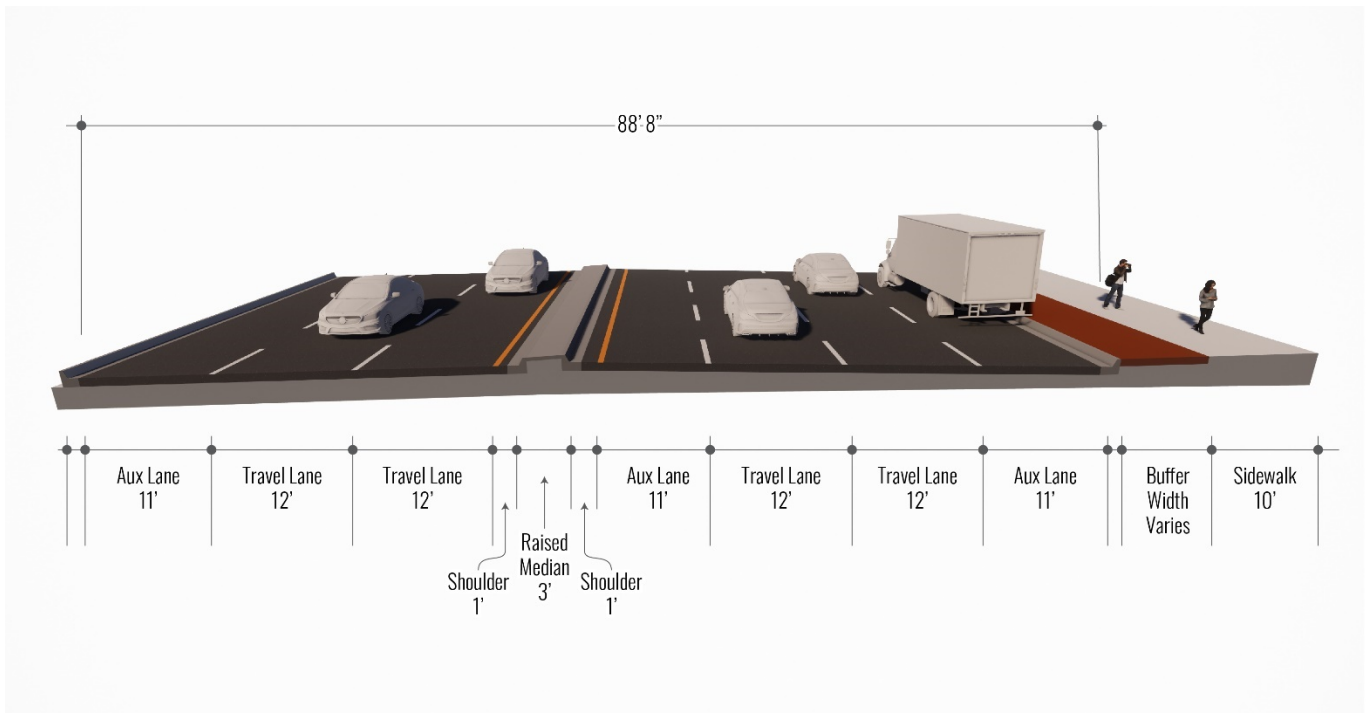 88' 8"
Aux Lane
11'
Travel Lane
12'
Travel Lane
12'
Shoulder
1'
Raised
Median
3'
Shoulder
1'
Aux Lane
11'
Travel Lane
12'
Travel Lane
12'
Aux Lane
11'
Buffer
Width
Varies
Sidewalk
10'